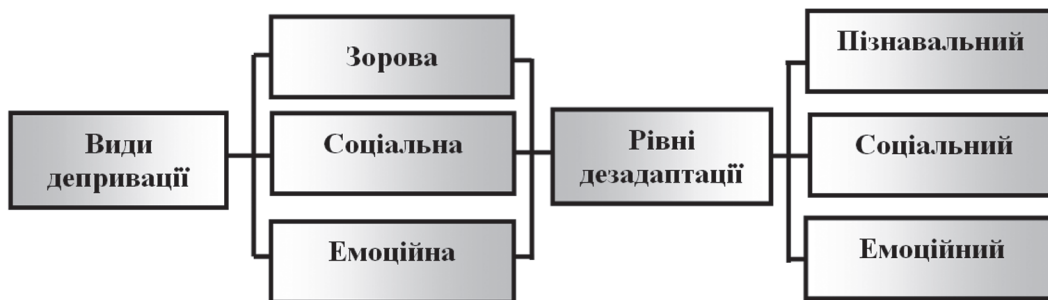 Види
депривації
Зорова
Соціальна
Емоційна
Рівні
дезадаптації
Пізнавальний
Соціальний
Емоційний